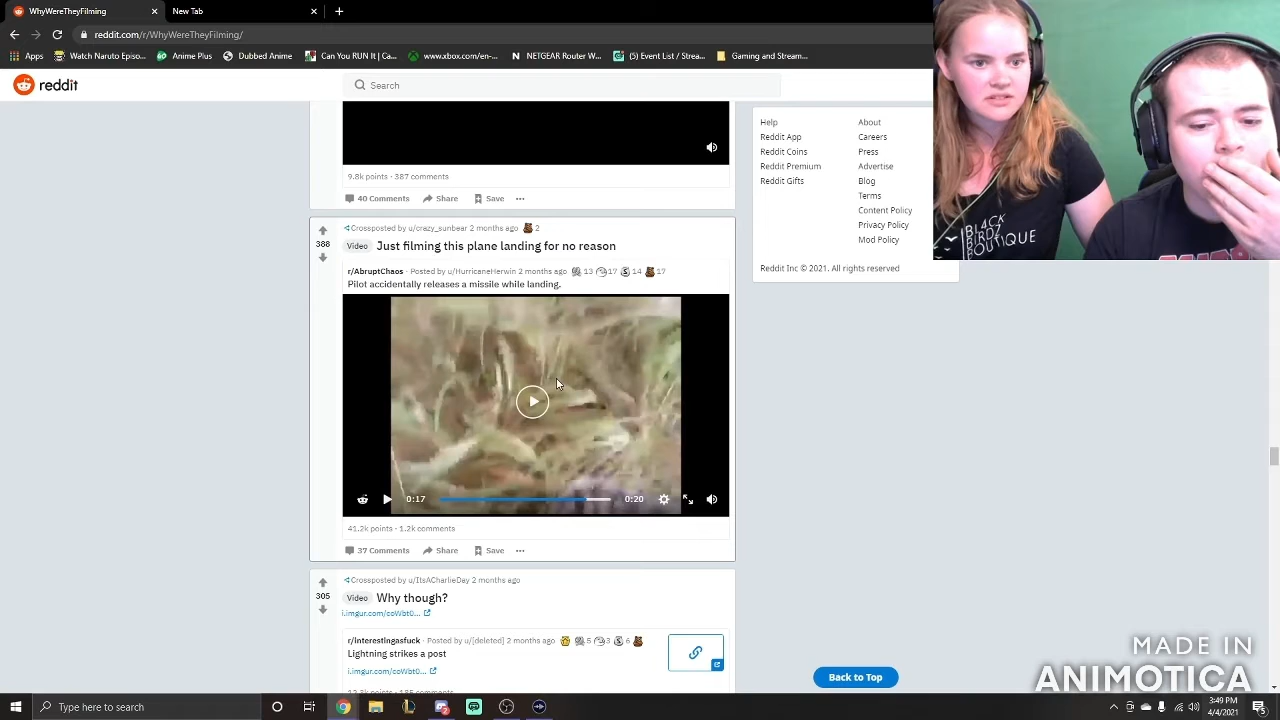 WhyWereTheyFilming
New Tab
reddit.com/r/WhyWereTheyFilming/
Apps
Watch Naruto Episo...
Anime Plus
Dubbed Anime
Can You RUN It | Ca...
www.xbox.com/en-...
NETGEAR Router W...
(5) Event List / Strea...
Gaming and Stream...
reddit
Search
9.8k points · 387 comments
40 Comments
Share
Save
Help
About
Reddit App
Careers
Reddit Coins
Press
Reddit Premium
Advertise
Reddit Gifts
Blog
Terms
Content Policy
Privacy Policy
Mod Policy
Reddit Inc © 2021. All rights reserved
388
Crossposted by u/crazy_sunbear 2 months ago 2
Video Just filming this plane landing for no reason
r/AbruptChaos · Posted by u/HurricaneHerwin 2 months ago 13 17 14 17
Pilot accidentally releases a missile while landing.
0:17
0:20
41.2k points · 1.2k comments
37 Comments
Share
Save
305
Crossposted by u/ItsACharlieDay 2 months ago
Video Why though?
i.imgur.com/coWbt0...
r/interestingasfuck · Posted by u/[deleted] 2 months ago 5 3 6
Lightning strikes a post
i.imgur.com/coWbt0...
Back to Top
BLACK
BIRDZ
BOUTIQUE
MADE IN
ANIMOTICA
Type here to search
3:49 PM
4/4/2021